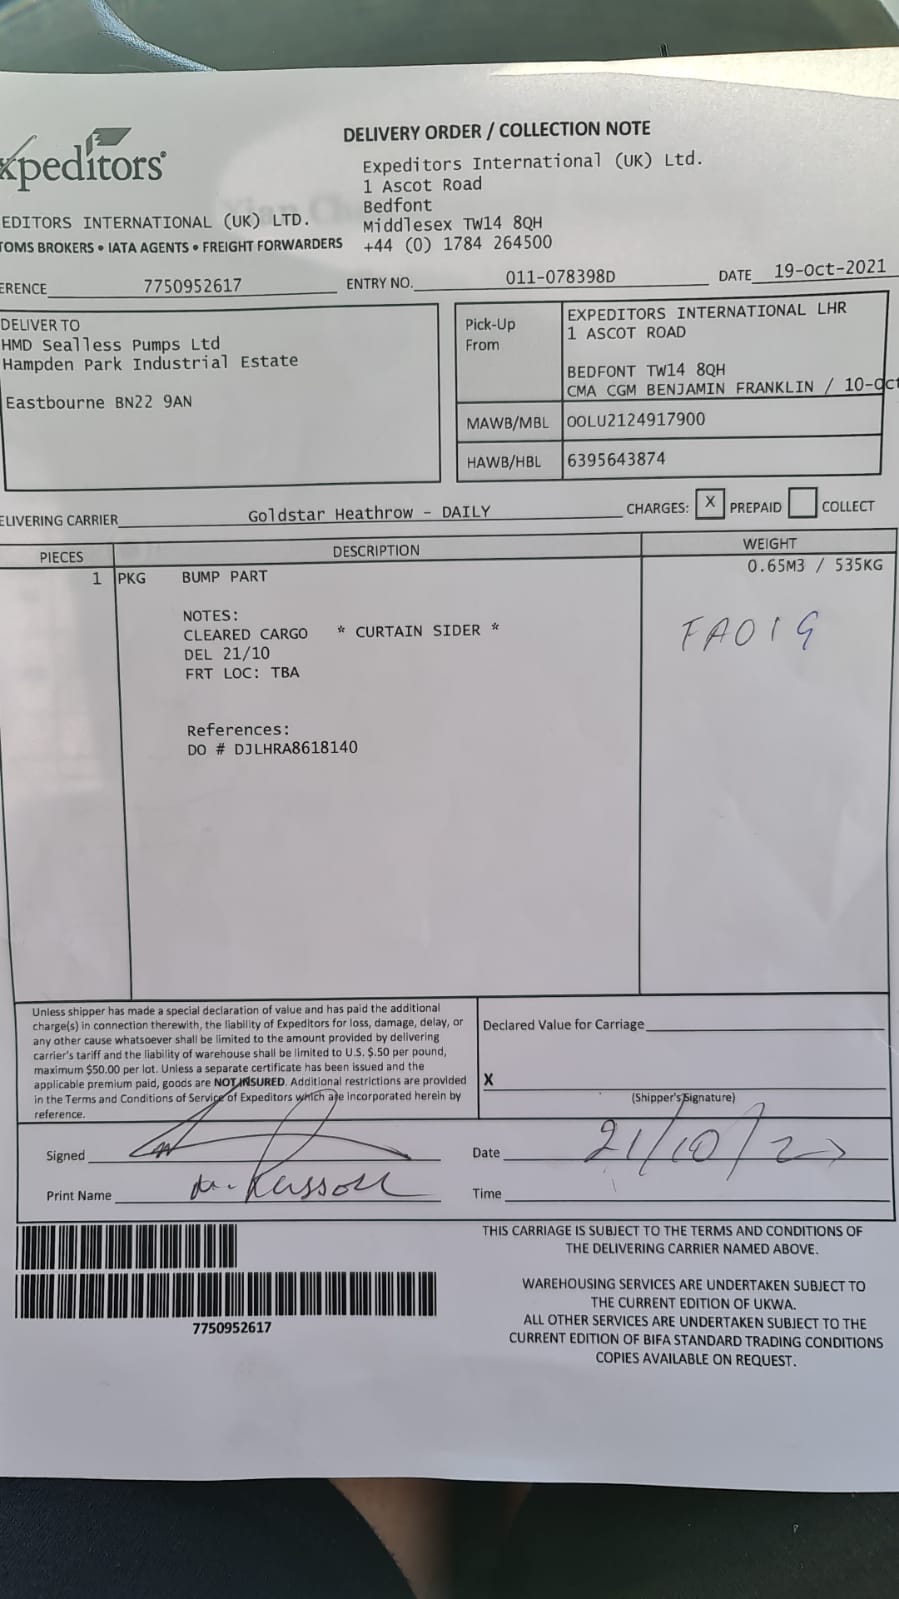 xpeditors
DELIVERY ORDER / COLLECTION NOTE
Expeditors International (UK) Ltd.
1 Ascot Road
Bedfont
Middlesex TW14 8QH
+44 (0) 1784 264500
EDITORS INTERNATIONAL (UK) LTD.
TOMS BROKERS • IATA AGENTS • FREIGHT FORWARDERS
ERENCE 7750952617 ENTRY NO. 011-078398D DATE 19-Oct-2021
DELIVER TO
HMD Sealless Pumps Ltd
Hampden Park Industrial Estate
Eastbourne BN22 9AN
Pick-Up
From
EXPEDITORS INTERNATIONAL LHR
1 ASCOT ROAD
BEDFONT TW14 8QH
CMA CGM BENJAMIN FRANKLIN / 10-Oct
MAWB/MBL OOLU2124917900
HAWB/HBL 6395643874
ELIVERING CARRIER Goldstar Heathrow - DAILY CHARGES: X PREPAID COLLECT
PIECES DESCRIPTION WEIGHT
1 PKG BUMP PART 0.65M3 / 535KG
NOTES:
CLEARED CARGO * CURTAIN SIDER *
DEL 21/10
FRT LOC: TBA
FA019
References:
DO # DJLHRA8618140
Unless shipper has made a special declaration of value and has paid the additional
charge(s) in connection therewith, the liability of Expeditors for loss, damage, delay, or
any other cause whatsoever shall be limited to the amount provided by delivering
carrier's tariff and the liability of warehouse shall be limited to U.S. $.50 per pound,
maximum $50.00 per lot. Unless a separate certificate has been issued and the
applicable premium paid, goods are NOT INSURED. Additional restrictions are provided
in the Terms and Conditions of Service of Expeditors which are incorporated herein by
reference.
Declared Value for Carriage
X
(Shipper's Signature)
Signed
Date 21/10/2
Print Name
Time
7750952617
THIS CARRIAGE IS SUBJECT TO THE TERMS AND CONDITIONS OF
THE DELIVERING CARRIER NAMED ABOVE.
WAREHOUSING SERVICES ARE UNDERTAKEN SUBJECT TO
THE CURRENT EDITION OF UKWA.
ALL OTHER SERVICES ARE UNDERTAKEN SUBJECT TO THE
CURRENT EDITION OF BIFA STANDARD TRADING CONDITIONS
COPIES AVAILABLE ON REQUEST.